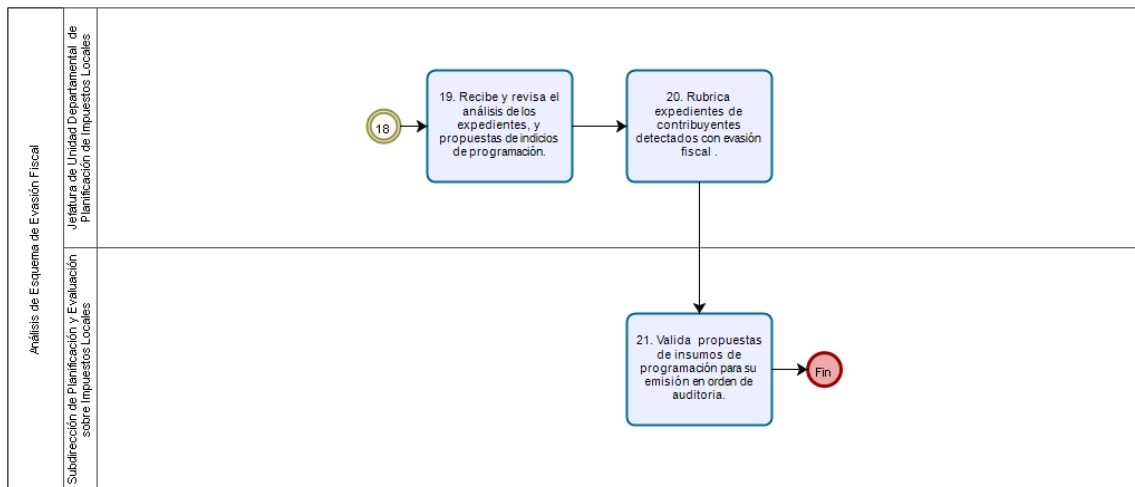 Análisis de Esquema de Evasión Fiscal
Jefatura de Unidad Departamental de
Planificación de Impuestos Locales
18
19. Recibe y revisa el
análisis de los
expedientes, y
propuestas de indicios
de programación.
20. Rubrica
expedientes de
contribuyentes
detectados con evasión
fiscal .
Subdirección de Planificación y Evaluación
sobre Impuestos Locales
21. Valida propuestas
de insumos de
programación para su
emisión en orden de
auditoria.
Fin